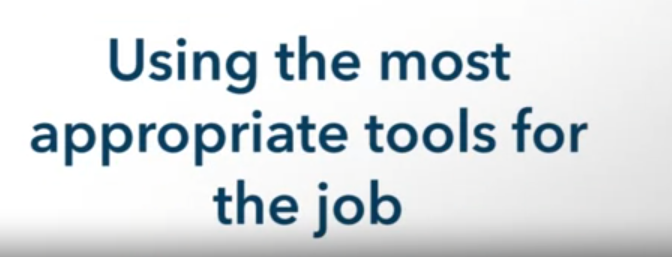 Using the most
appropriate tools for
the job